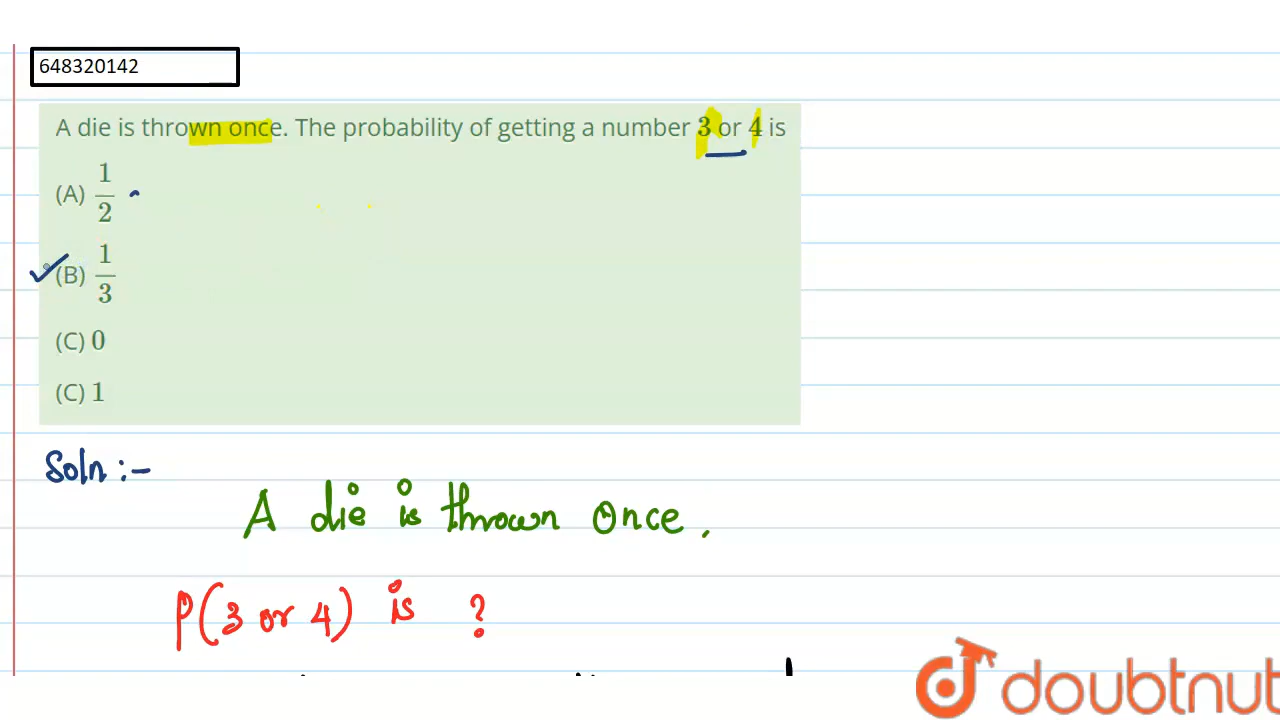 648320142
A die is thrown once. The probability of getting a number 3 or 4 is
(A) 1/2
(B) 1/3
(C) 0
(C) 1
Soln :-
A die is thrown once.
P(3 or 4) is ?
doubtnut